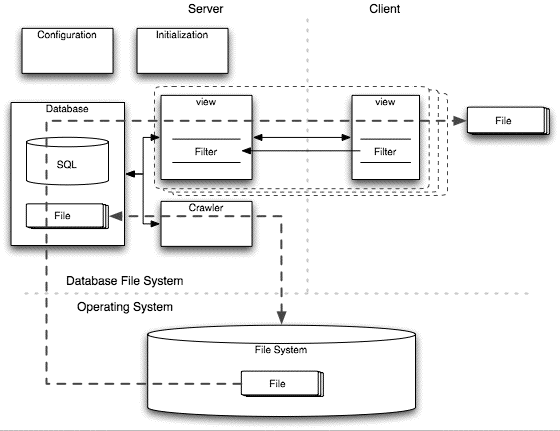 Server
Client
Configuration
Initialization
Database
view
view
File
SQL
Filter
Filter
File
Crawler
Database File System
Operating System
File System
File